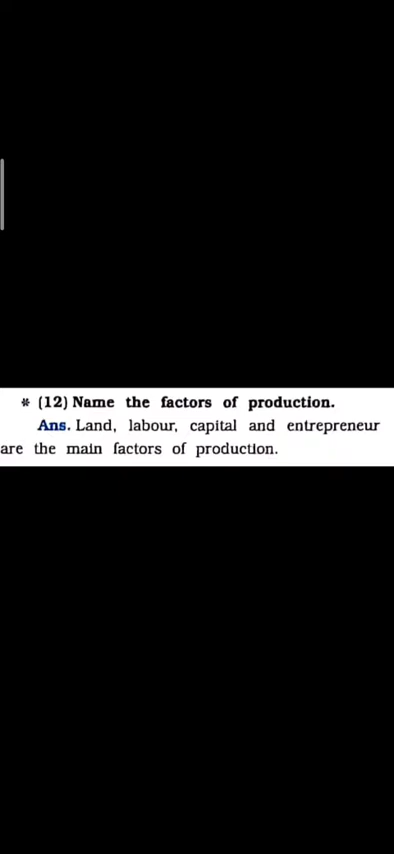 * (12) Name the factors of production.
Ans. Land, labour, capital and entrepreneur
are the main factors of production.